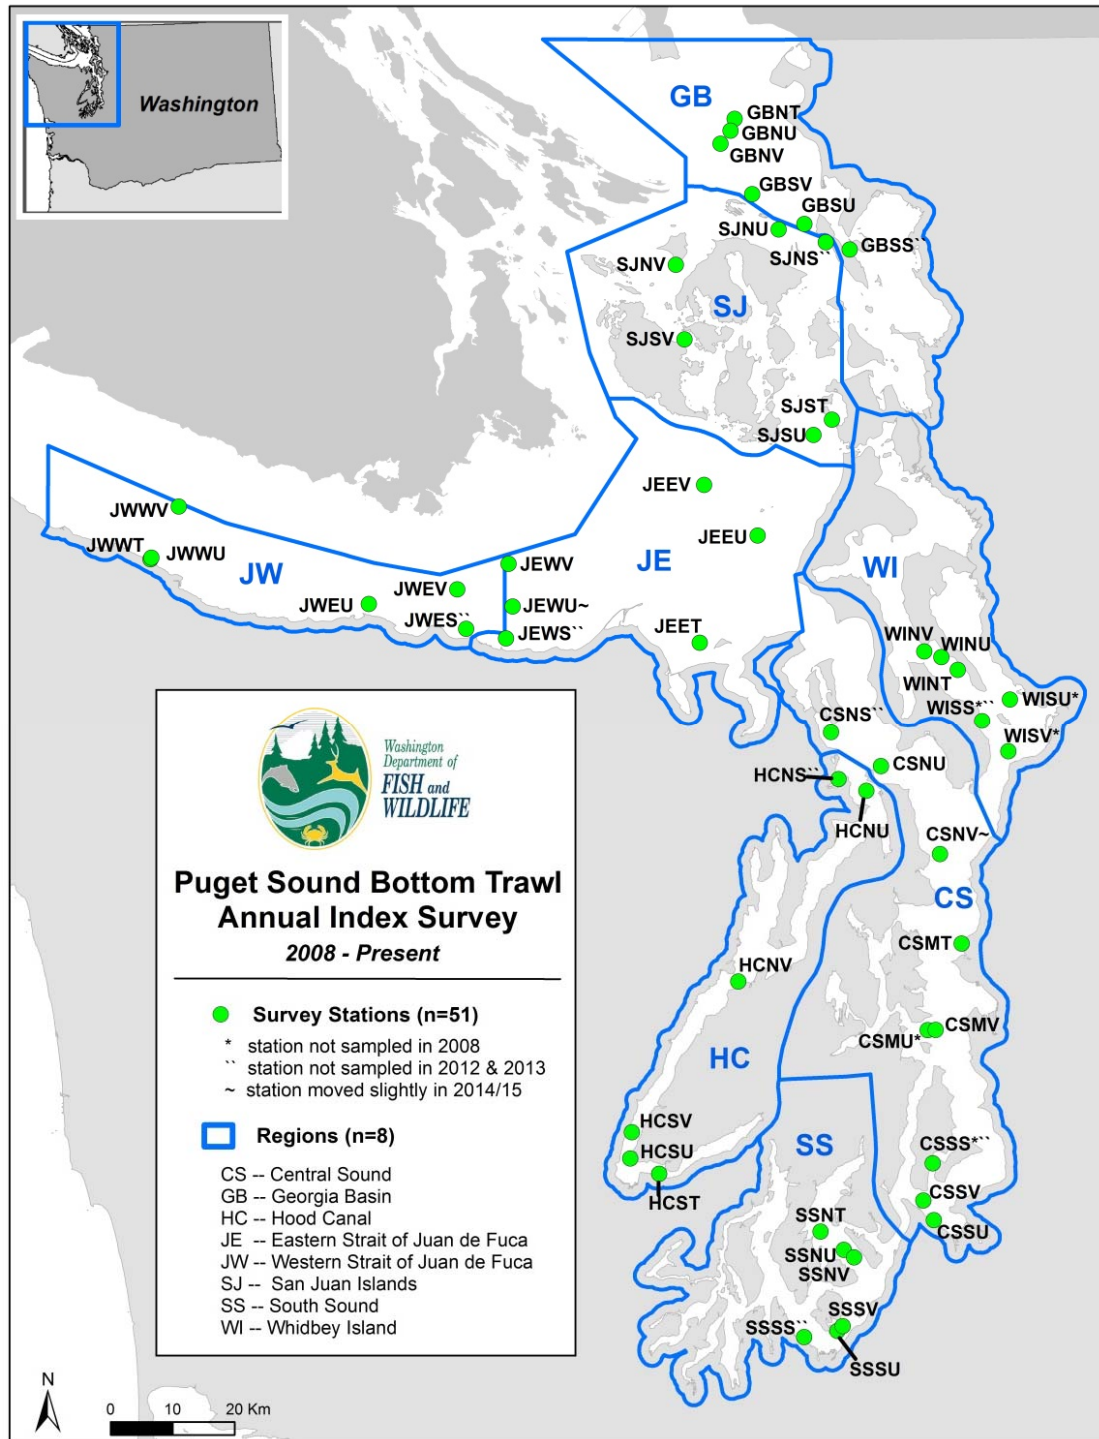 Washington
GB
GBNT
GBNU
GBNV
GBSV
GBSU
SJNU
SJNS``
GBSS``
SJNV
SJ
SJSV
SJST
SJSU
JEEV
JWWV
JEEU
JWWT
JWWU
JW
JEWV
JE
WI
JWEV
JWEU
JEWU~
JWES``
JEWS``
JEET
WINV
WINU
WINT
WISU*
WISS*``
WISV*
CSNS``
CSNU
HCNS``
HCNU
CSNV~
CS
CSMT
HCNV
CSMV
CSMU*
HC
HCSV
SS
CSSS*``
HCSU
HCST
CSSV
CSSU
SSNT
SSNU
SSNV
SSSV
SSSS``
SSSU
Washington
Department of
FISH and
WILDLIFE
Puget Sound Bottom Trawl
Annual Index Survey
2008 - Present
Survey Stations (n=51)
* station not sampled in 2008
`` station not sampled in 2012 & 2013
~ station moved slightly in 2014/15
Regions (n=8)
CS -- Central Sound
GB -- Georgia Basin
HC -- Hood Canal
JE -- Eastern Strait of Juan de Fuca
JW -- Western Strait of Juan de Fuca
SJ -- San Juan Islands
SS -- South Sound
WI -- Whidbey Island
N
0 10 20 Km